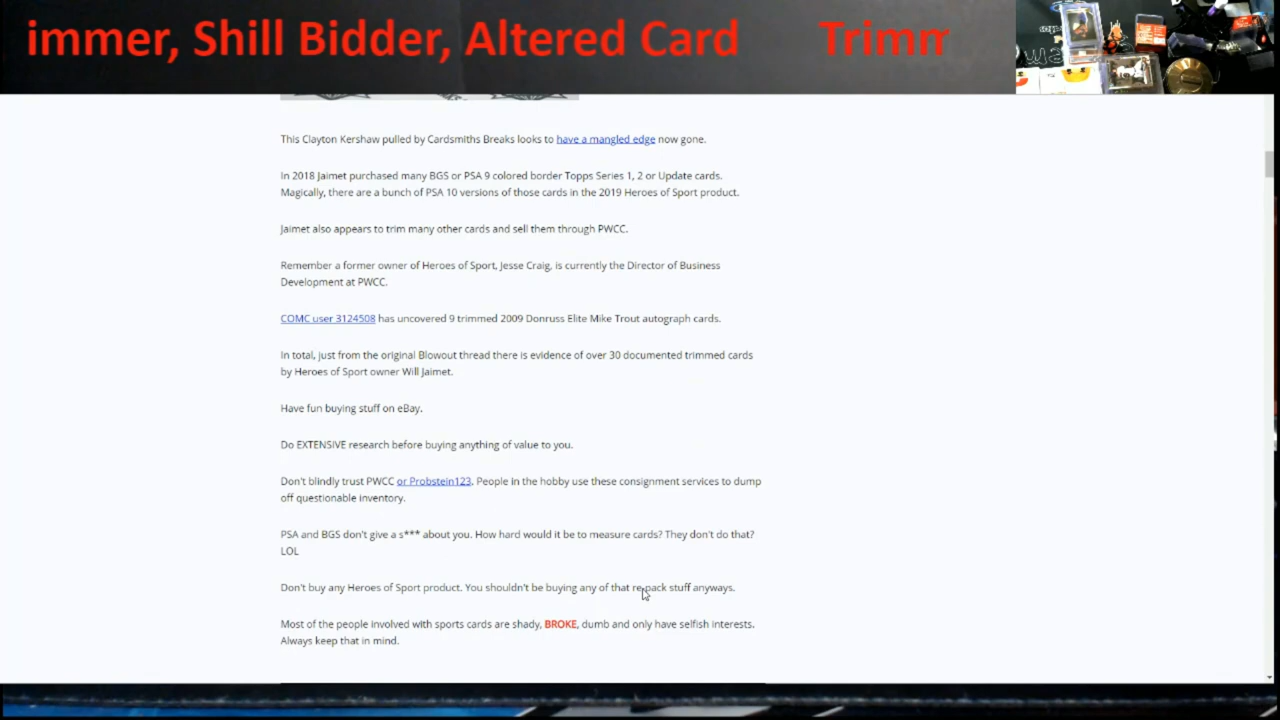 immer, Shill Bidder, Altered Card Trimm
This Clayton Kershaw pulled by Cardsmiths Breaks looks to have a mangled edge now gone.
In 2018 Jaimet purchased many BGS or PSA 9 colored border Topps Series 1, 2 or Update cards.
Magically, there are a bunch of PSA 10 versions of those cards in the 2019 Heroes of Sport product.
Jaimet also appears to trim many other cards and sell them through PWCC.
Remember a former owner of Heroes of Sport, Jesse Craig, is currently the Director of Business
Development at PWCC.
COMC user 3124508 has uncovered 9 trimmed 2009 Donruss Elite Mike Trout autograph cards.
In total, just from the original Blowout thread there is evidence of over 30 documented trimmed cards
by Heroes of Sport owner Will Jaimet.
Have fun buying stuff on eBay.
Do EXTENSIVE research before buying anything of value to you.
Don't blindly trust PWCC or Probstein123. People in the hobby use these consignment services to dump
off questionable inventory.
PSA and BGS don't give a s*** about you. How hard would it be to measure cards? They don't do that?
LOL
Don't buy any Heroes of Sport product. You shouldn't be buying any of that re-pack stuff anyways.
Most of the people involved with sports cards are shady, BROKE, dumb and only have selfish interests.
Always keep that in mind.